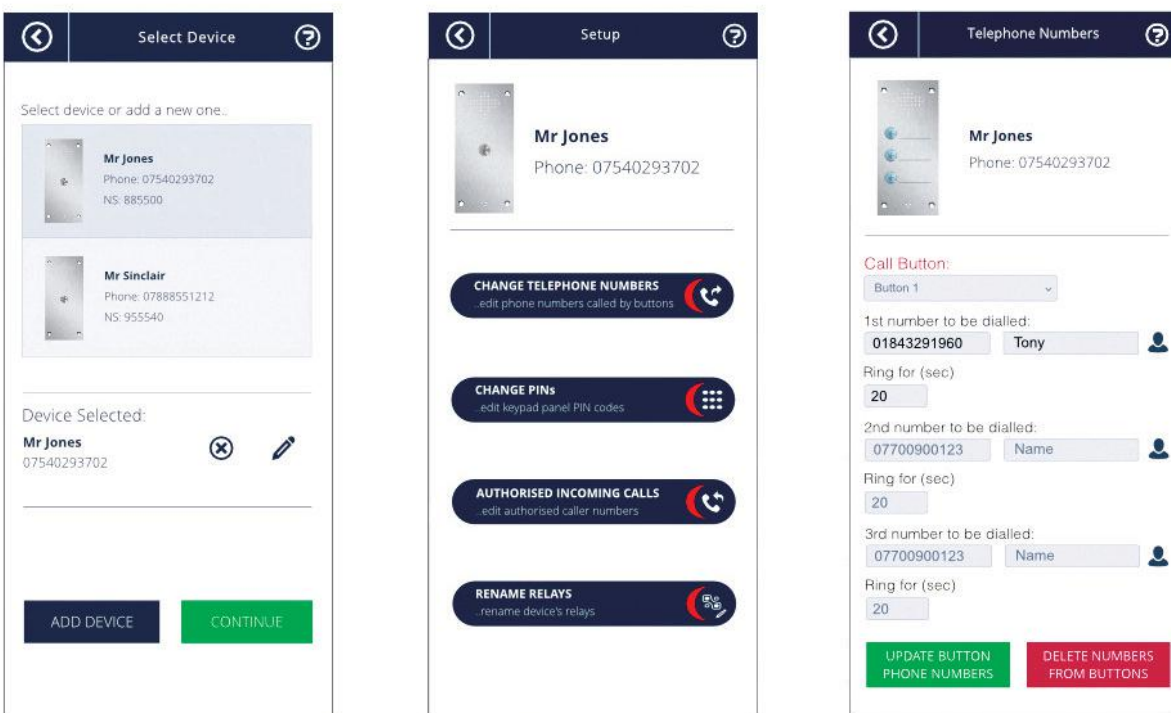 Select Device
Select device or add a new one..
Mr Jones
Phone: 07540293702
NS: 885500
Mr Sinclair
Phone: 07888551212
NS: 955540
Device Selected:
Mr Jones
07540293702
ADD DEVICE
CONTINUE
Setup
Mr Jones
Phone: 07540293702
CHANGE TELEPHONE NUMBERS
..edit phone numbers called by buttons
CHANGE PINs
..edit keypad panel PIN codes
AUTHORISED INCOMING CALLS
..edit authorised caller numbers
RENAME RELAYS
..rename device's relays
Telephone Numbers
Mr Jones
Phone: 07540293702
Call Button:
Button 1
1st number to be dialled:
01843291960 Tony
Ring for (sec)
20
2nd number to be dialled:
07700900123 Name
Ring for (sec)
20
3rd number to be dialled:
07700900123 Name
Ring for (sec)
20
UPDATE BUTTON
PHONE NUMBERS
DELETE NUMBERS
FROM BUTTONS